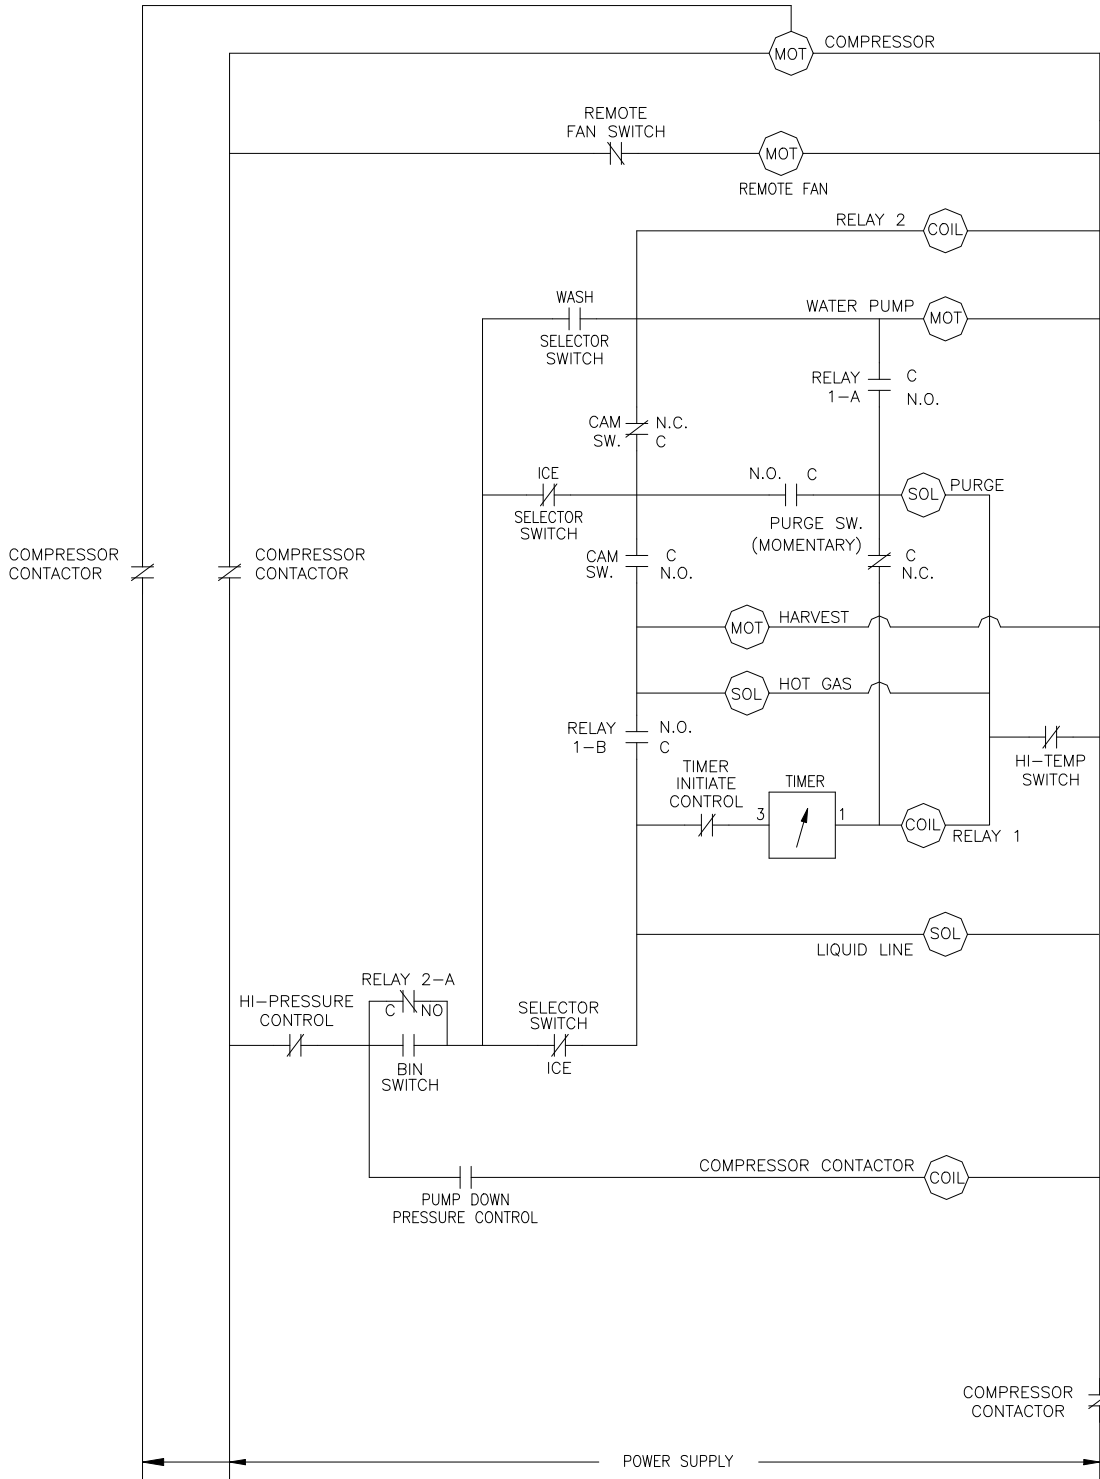 MOT
COMPRESSOR
REMOTE
FAN SWITCH
MOT
REMOTE FAN
RELAY 2
COIL
WASH
SELECTOR
SWITCH
WATER PUMP
MOT
RELAY
1-A
C
N.O.
CAM
SW.
N.C.
C
ICE
SELECTOR
SWITCH
N.O.
C
PURGE SW.
(MOMENTARY)
SOL
PURGE
COMPRESSOR
CONTACTOR
COMPRESSOR
CONTACTOR
CAM
SW.
C
N.O.
C
N.C.
MOT
HARVEST
SOL
HOT GAS
RELAY
1-B
N.O.
C
HI-TEMP
SWITCH
TIMER
INITIATE
CONTROL
TIMER
3
1
COIL
RELAY 1
SOL
LIQUID LINE
HI-PRESSURE
CONTROL
RELAY 2-A
C
NO
BIN
SWITCH
SELECTOR
SWITCH
ICE
PUMP DOWN
PRESSURE CONTROL
COMPRESSOR CONTACTOR
COIL
COMPRESSOR
CONTACTOR
POWER SUPPLY